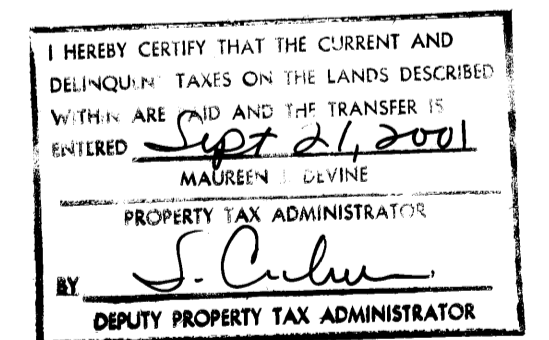 I HEREBY CERTIFY THAT THE CURRENT AND
DELINQUENT TAXES ON THE LANDS DESCRIBED
WITHIN ARE PAID AND THE TRANSFER IS
ENTERED Sept 21, 2001
MAUREEN J. DEVINE
PROPERTY TAX ADMINISTRATOR
BY S.
DEPUTY PROPERTY TAX ADMINISTRATOR